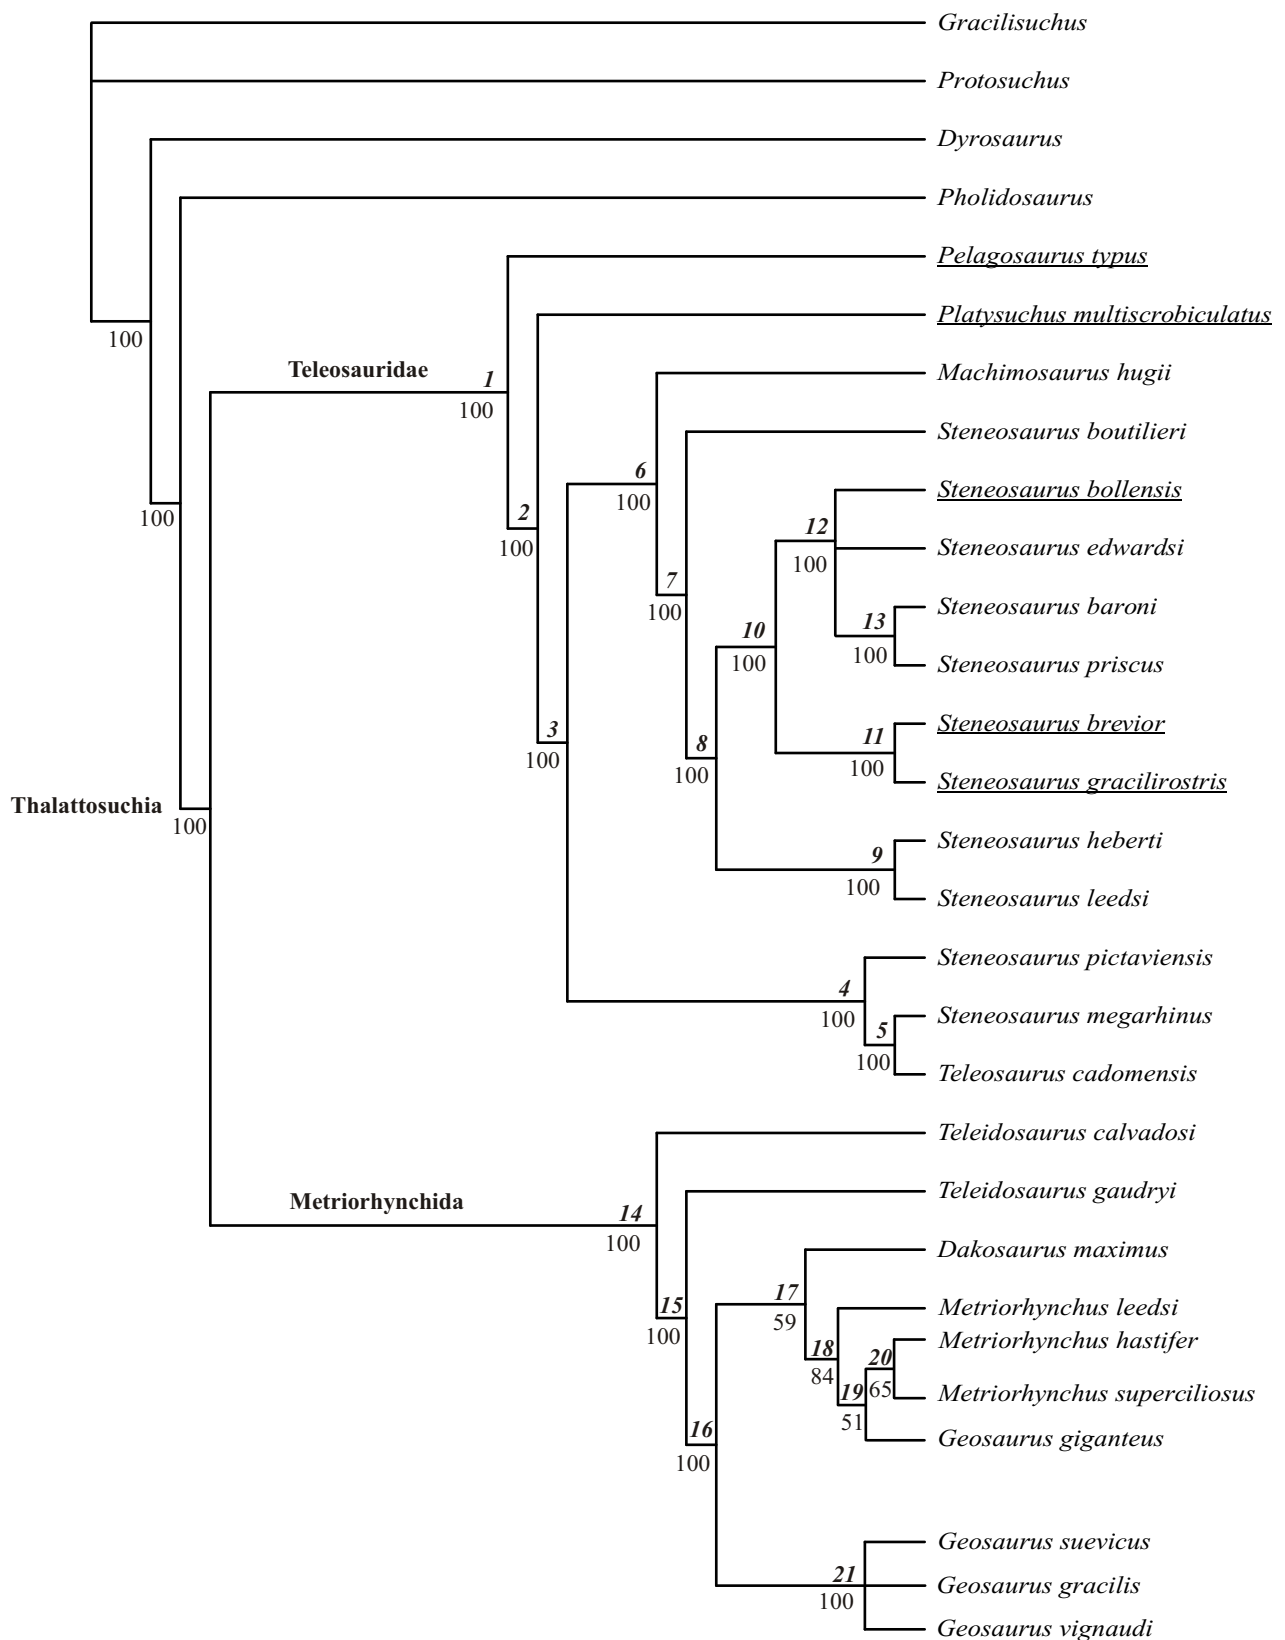 Gracilisuchus
Protosuchus
Dyrosaurus
Pholidosaurus
Pelagosaurus typus
Platysuchus multiscrobiculatus
100
Teleosauridae
1
100
Machimosaurus hugii
Steneosaurus boutilieri
6
100
Steneosaurus bollensis
2
100
100
12
100
Steneosaurus edwardsi
7
100
Steneosaurus baroni
13
100
10
100
Steneosaurus priscus
Steneosaurus brevior
3
100
8
100
11
100
Steneosaurus gracilirostris
Thalattosuchia
100
Steneosaurus heberti
9
100
Steneosaurus leedsi
Steneosaurus pictaviensis
4
100
Steneosaurus megarhinus
5
100
Teleosaurus cadomensis
Teleidosaurus calvadosi
Metriorhynchida
14
100
Teleidosaurus gaudryi
Dakosaurus maximus
17
59
15
100
Metriorhynchus leedsi
Metriorhynchus hastifer
18
84
20
65
19
51
Metriorhynchus superciliosus
16
100
Geosaurus giganteus
Geosaurus suevicus
21
100
Geosaurus gracilis
Geosaurus vignaudi